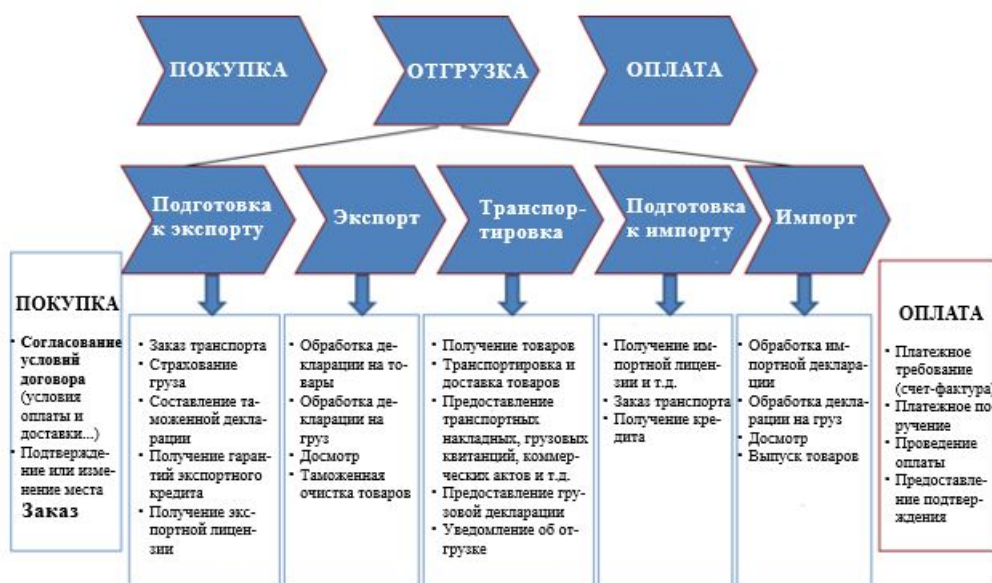 ПОКУПКА
ОТГРУЗКА
ОПЛАТА
Подготовка
к экспорту
Экспорт
Транспор-
тировка
Подготовка
к импорту
Импорт
ПОКУПКА
• Согласование
условий
договора
(условия
оплаты и
доставки...)
• Подтвержде-
ние или изме-
нение места
Заказ
• Заказ транспорта
• Страхование
груза
• Составление та-
моженной декла-
рации
• Получение гаран-
тий экспортного
кредита
• Получение экс-
портной лицен-
зии
• Обработка де-
кларации на то-
вары
• Обработка де-
кларации на
груз
• Досмотр
• Таможенная
очистка товаров
• Получение товаров
• Транспортировка и
доставка товаров
• Предоставление
транспортных
накладных, грузовых
квитанций, коммер-
ческих актов и т.д.
• Предоставление гру-
зовой декларации
• Уведомление об от-
грузке
• Получение им-
портной лицен-
зии и т.д.
• Заказ транспорта
• Получение кре-
дита
• Обработка им-
портной деклара-
ции
• Обработка декла-
рации на груз
• Досмотр
• Выпуск товаров
ОПЛАТА
• Платежное
требование
(счет-фактура)
• Платежное по
ручение
• Проведение
оплаты
• Предоставле-
ние подтвер-
ждения